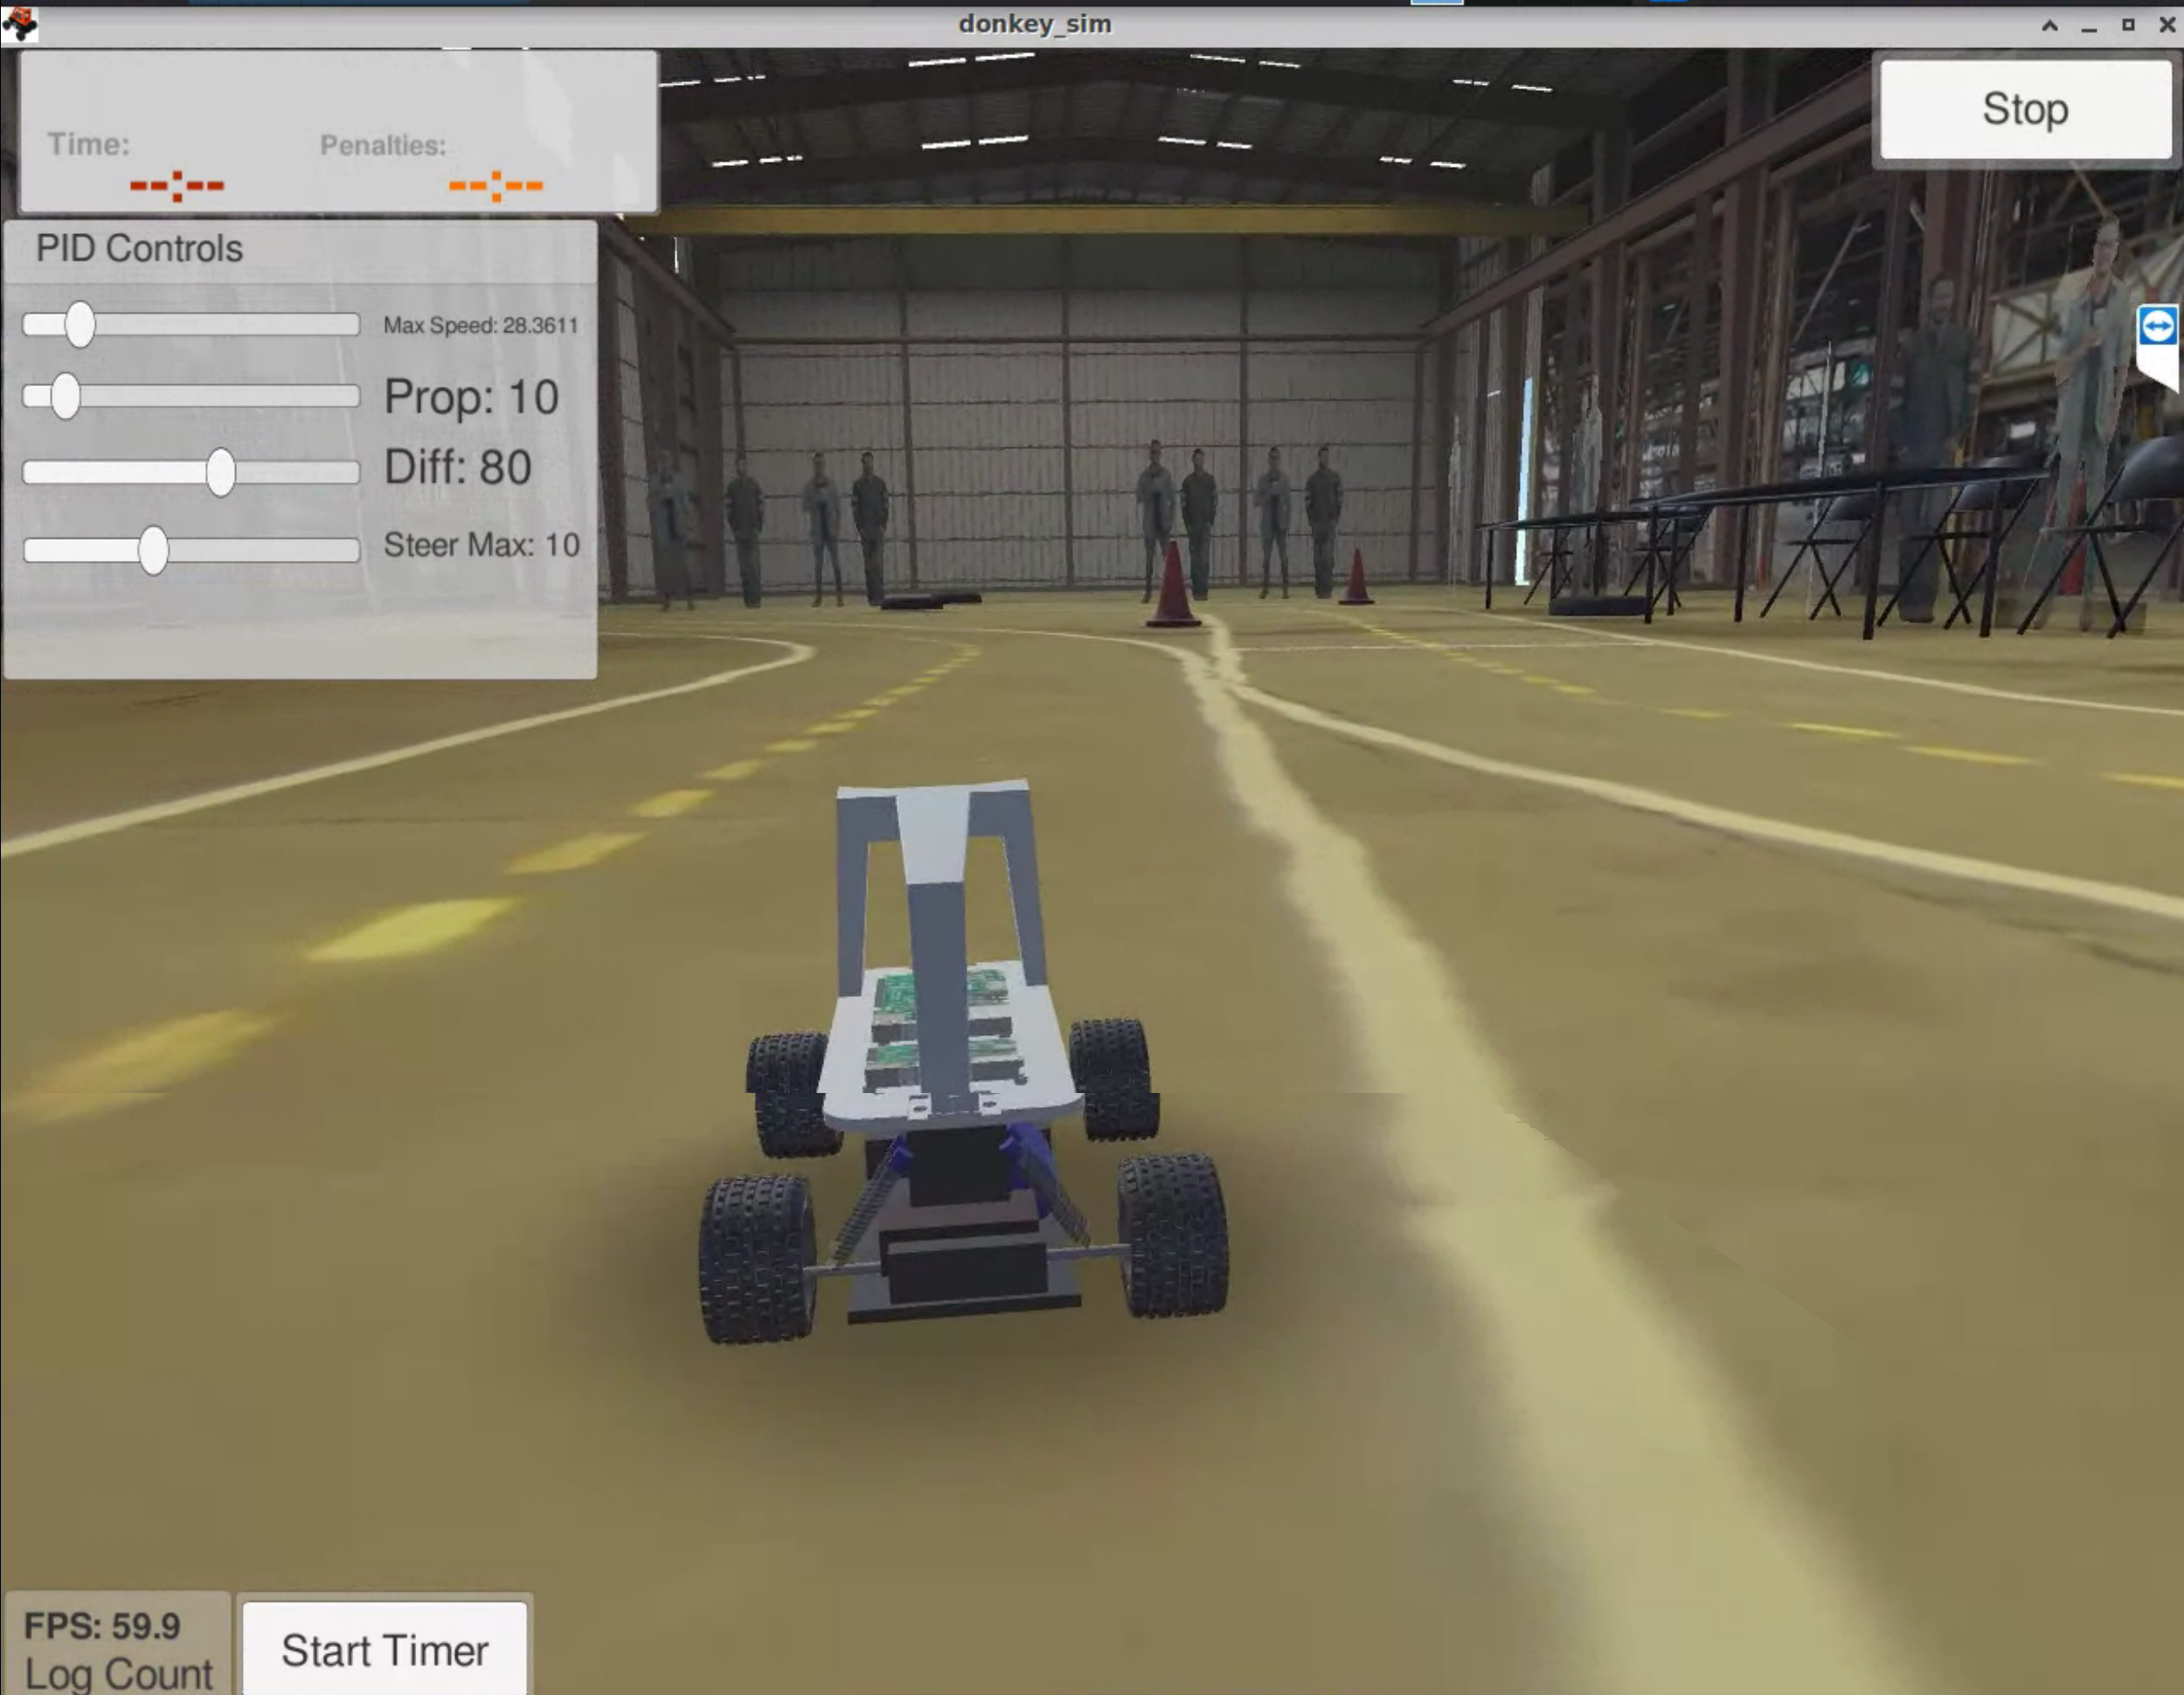 donkey_sim
Stop
Time:
Penalties:
--:--
--:--
PID Controls
Max Speed: 28.3611
Prop: 10
Diff: 80
Steer Max: 10
FPS: 59.9
Log Count
Start Timer